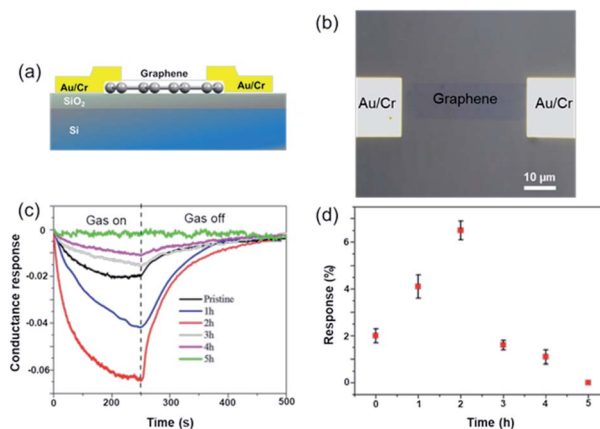 (a)
Graphene
Au/Cr
Au/Cr
SiO₂
Si
(b)
Au/Cr
Graphene
Au/Cr
10 μm
(c)
Gas on
Gas off
Conductance response
0
-0.02
-0.04
-0.06
Pristine
1h
2h
3h
4h
5h
0 100 200 300 400 500
Time (s)
(d)
Response (%)
6
4
2
0
0 1 2 3 4 5
Time (h)